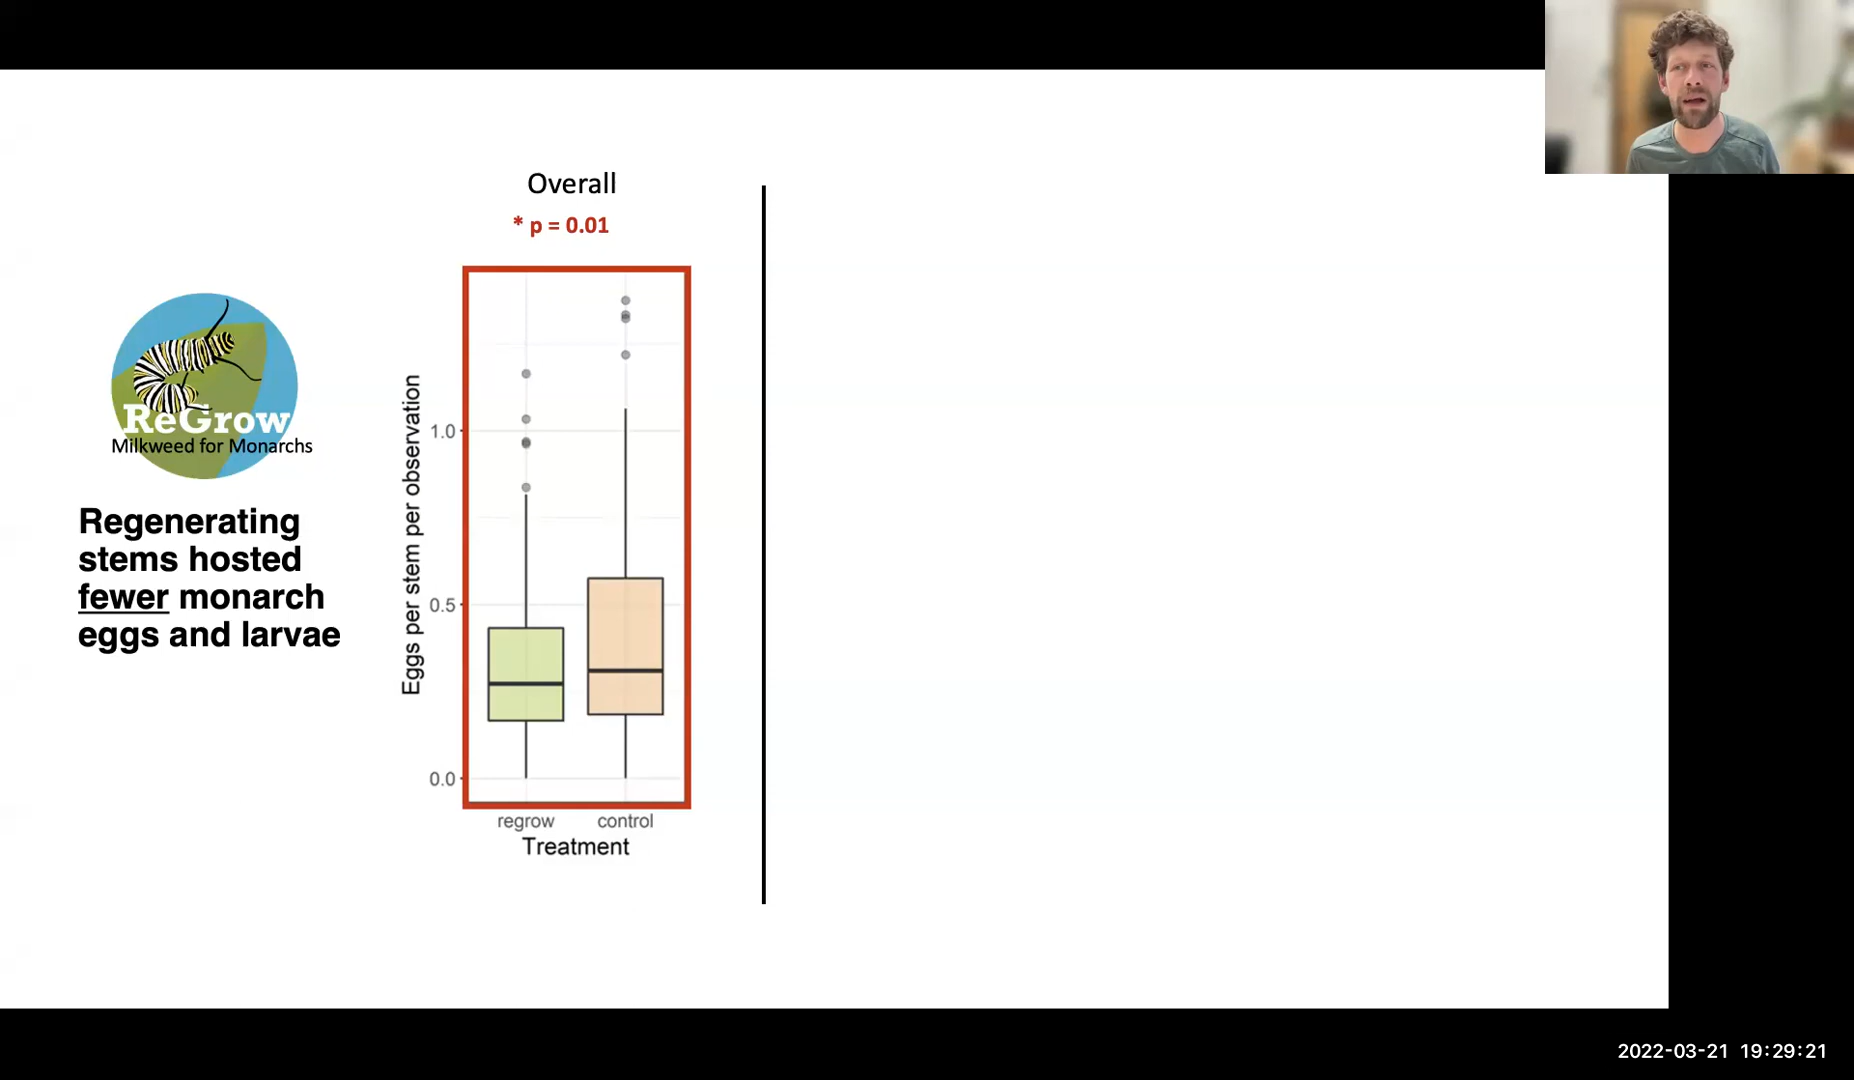 Overall
* p = 0.01
ReGrow
Milkweed for Monarchs
Regenerating
stems hosted
fewer monarch
eggs and larvae
Eggs per stem per observation
1.0
0.5
0.0
regrow control
Treatment
2022-03-21 19:29:21